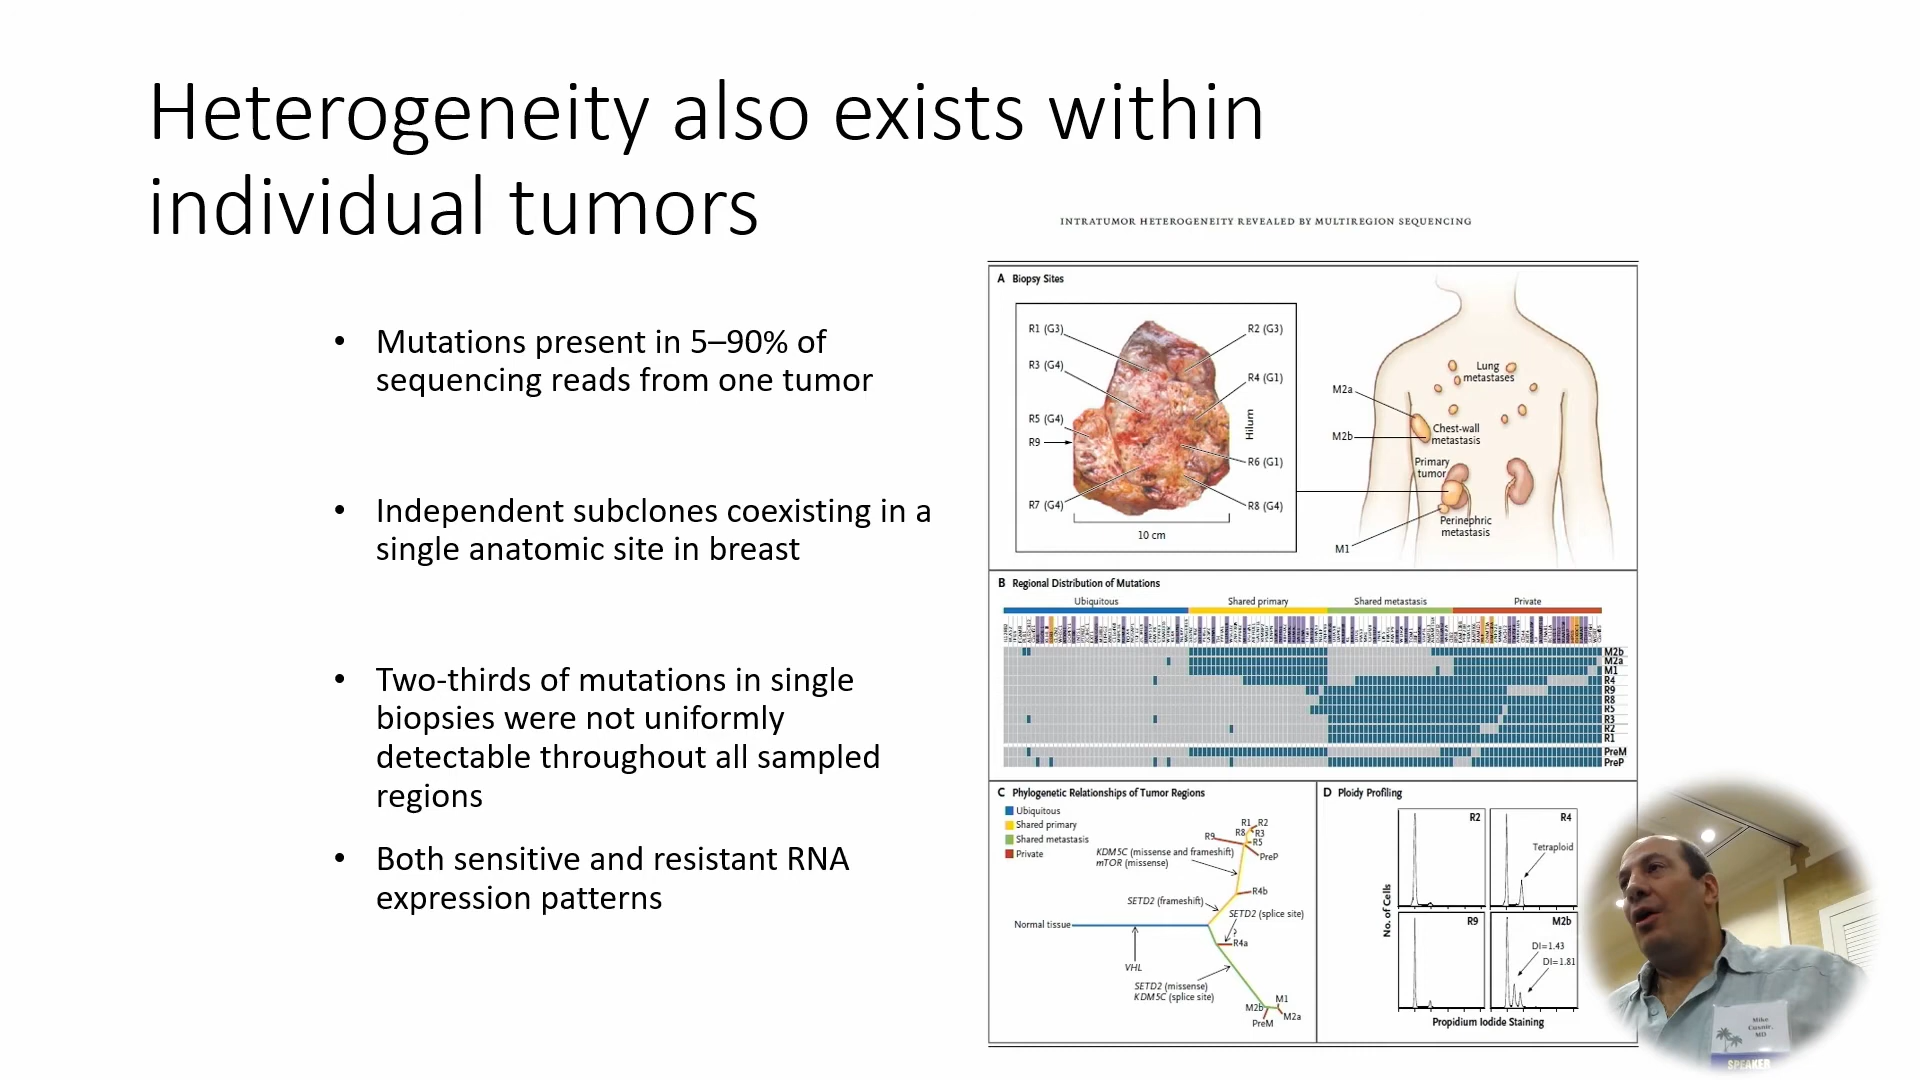 Heterogeneity also exists within
individual tumors
• Mutations present in 5–90% of
sequencing reads from one tumor
• Independent subclones coexisting in a
single anatomic site in breast
• Two-thirds of mutations in single
biopsies were not uniformly
detectable throughout all sampled
regions
• Both sensitive and resistant RNA
expression patterns
INTRATUMOR HETEROGENEITY REVEALED BY MULTIREGION SEQUENCING
A Biopsy Sites
R1 (G3)
R3 (G4)
R5 (G4)
R9
R7 (G4)
R2 (G3)
R4 (G1)
Hilum
R6 (G1)
R8 (G4)
10 cm
Lung
metastases
M2a
M2b
Chest-wall
metastasis
Primary
tumor
Perinephric
metastasis
M1
B Regional Distribution of Mutations
Ubiquitous
Shared primary
Shared metastasis
Private
M2b
M2a
M1
R4
R9
R8
R5
R3
R2
R1
PreM
PreP
C Phylogenetic Relationships of Tumor Regions
Ubiquitous
Shared primary
Shared metastasis
Private
R1 R2
R8 R3
R9
R5
PreP
KDM5C (missense and frameshift)
mTOR (missense)
R4b
SETD2 (frameshift)
SETD2 (splice site)
?
R4a
Normal tissue
VHL
SETD2 (missense)
KDM5C (splice site)
M2b
M1
M2a
PreM
D Ploidy Profiling
R2
R4
Tetraploid
R9
M2b
DI=1.43
DI=1.81
No. of Cells
Propidium Iodide Staining
Mike
Cusnir,
MD
SPEAKER